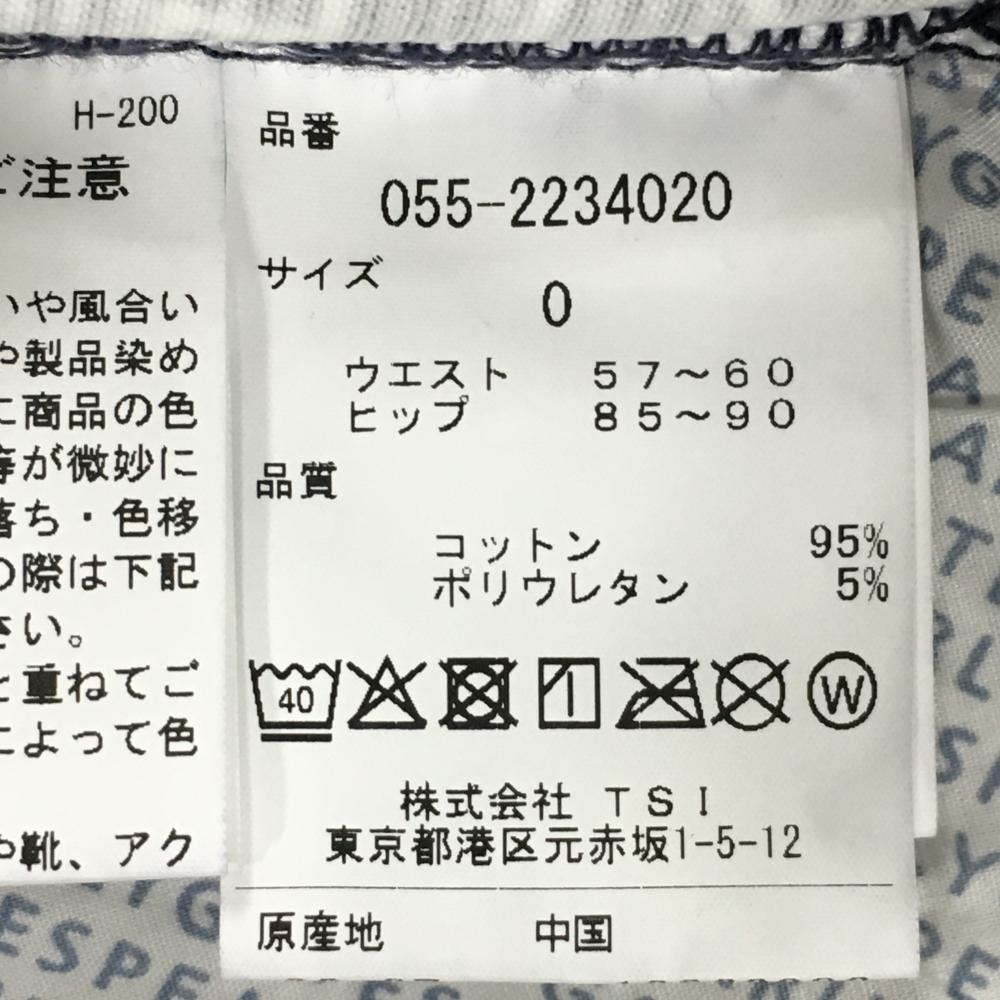 H-200
ご注意
いや風合い
や製品染め
に商品の色
等が微妙に
落ち・色移
の際は下記
さい。
と重ねてご
によって色
や靴、アク
品番
055-2234020
サイズ
0
ウエスト 57~60
ヒップ 85~90
品質
コットン 95%
ポリウレタン 5%
40
W
株式会社 TSI
東京都港区元赤坂1-5-12
原産地 中国